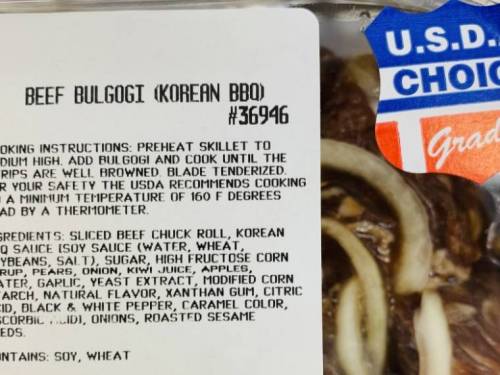 BEEF BULGOGI (KOREAN BBQ)
#36946
OKING INSTRUCTIONS: PREHEAT SKILLET TO
DIUM HIGH. ADD BULGOGI AND COOK UNTIL THE
RIPS ARE WELL BROWNED. BLADE TENDERIZED.
R YOUR SAFETY THE USDA RECOMMENDS COOKING
A MINIMUM TEMPERATURE OF 160 F DEGREES
AD BY A THERMOMETER.
GREDIENTS: SLICED BEEF CHUCK ROLL, KOREAN
Q SAUCE (SOY SAUCE (WATER, WHEAT,
YBEANS, SALT), SUGAR, HIGH FRUCTOSE CORN
RUP, PEARS, ONION, KIWI JUICE, APPLES,
ATER, GARLIC, YEAST EXTRACT, MODIFIED CORN
ARCH, NATURAL FLAVOR, XANTHAN GUM, CITRIC
ID, BLACK & WHITE PEPPER, CARAMEL COLOR,
SCORBIC ACID), ONIONS, ROASTED SESAME
EDS.
NTAINS: SOY, WHEAT
U.S.D.A
CHOIC
Grad